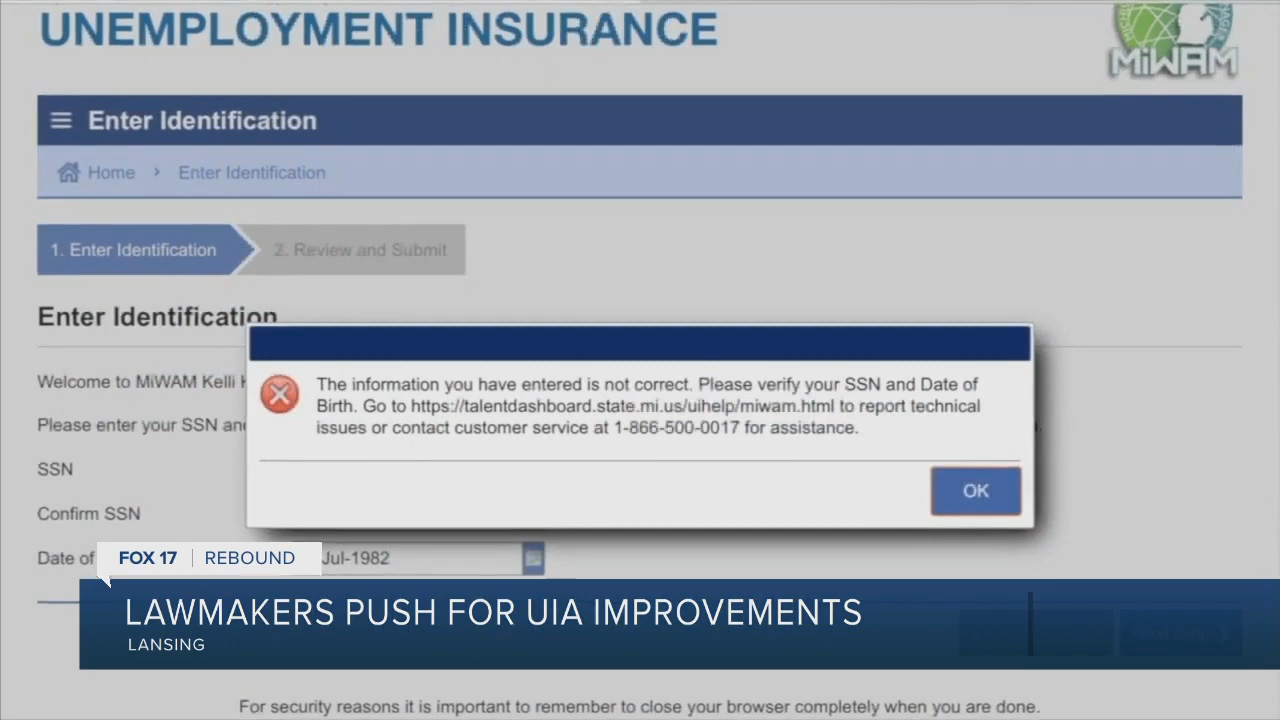 UNEMPLOYMENT INSURANCE
MiWAM
Enter Identification
Home > Enter Identification
1. Enter Identification
2. Review and Submit
Enter Identification
Welcome to MiWAM Kelli
The information you have entered is not correct. Please verify your SSN and Date of
Birth. Go to https://talentdashboard.state.mi.us/uihelp/miwam.html to report technical
issues or contact customer service at 1-866-500-0017 for assistance.
Please enter your SSN
SSN
OK
Confirm SSN
Date of
Jul-1982
FOX 17 | REBOUND
LAWMAKERS PUSH FOR UIA IMPROVEMENTS
LANSING
For security reasons it is important to remember to close your browser completely when you are done.